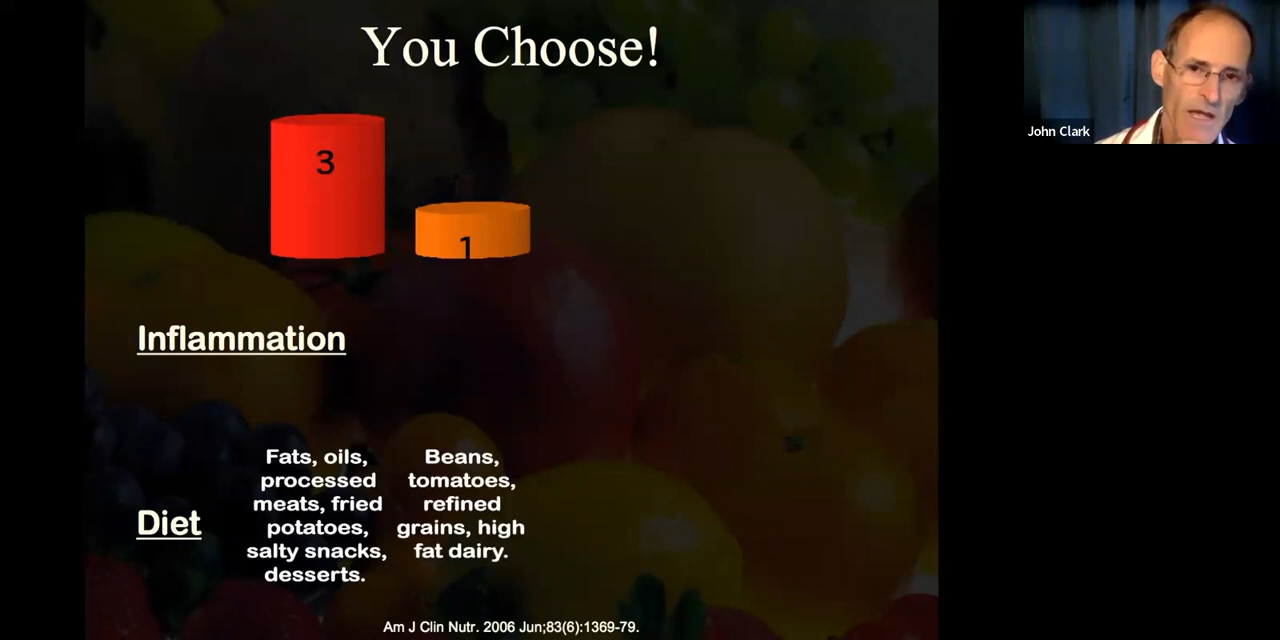 You Choose!
3
1
John Clark
Inflammation
Diet
Fats, oils,
processed
meats, fried
potatoes,
salty snacks,
desserts.
Beans,
tomatoes,
refined
grains, high
fat dairy.
Am J Clin Nutr. 2006 Jun;83(6):1369-79.